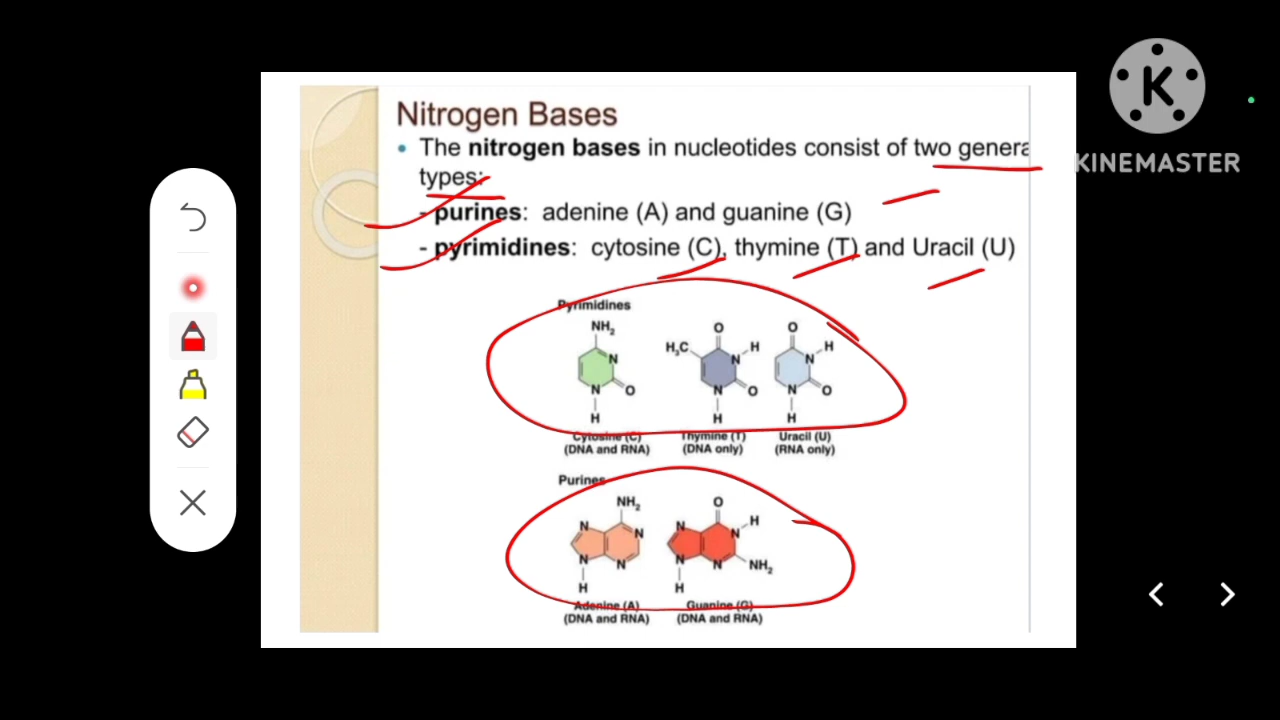 Nitrogen Bases
• The nitrogen bases in nucleotides consist of two genera
types:
- purines: adenine (A) and guanine (G)
- pyrimidines: cytosine (C), thymine (T) and Uracil (U)
Pyrimidines
NH₂ O O
H₃C N H N H
N
N O N O N O
H H H
Cytosine (C) Thymine (T) Uracil (U)
(DNA and RNA) (DNA only) (RNA only)
Purines
NH₂ O
N N N N H
N N N N NH₂
H H
Adenine (A) Guanine (G)
(DNA and RNA) (DNA and RNA)
K
KINEMASTER